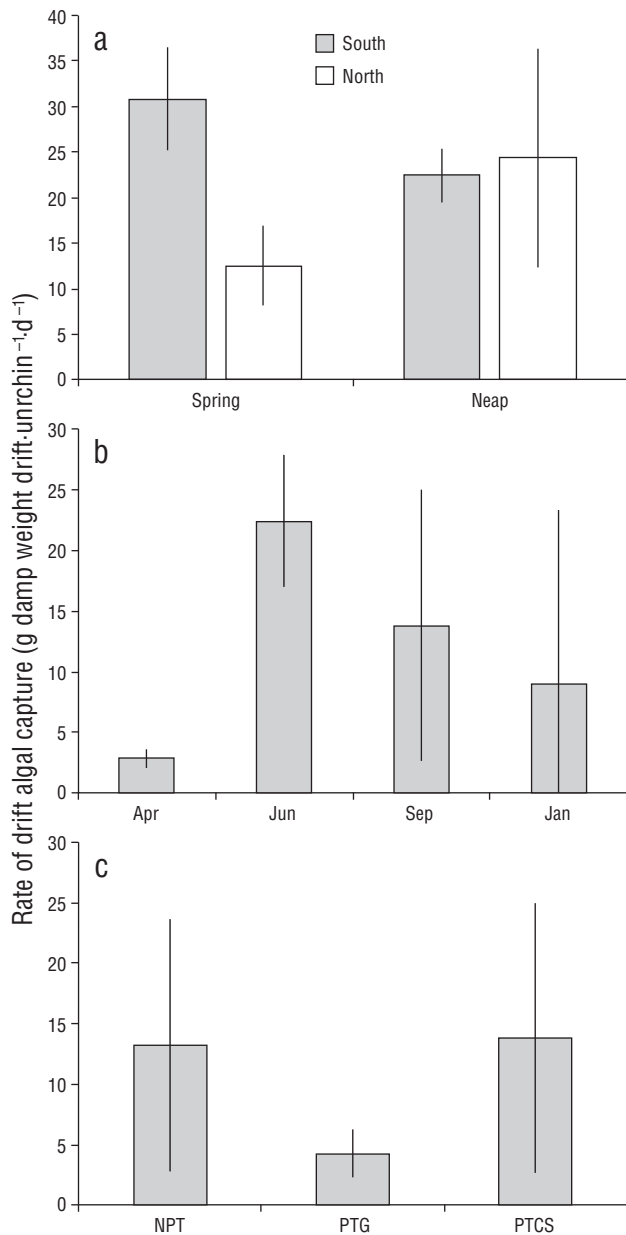 Rate of drift algal capture (g damp weight drift·unrchin⁻¹·d⁻¹)
a
South
North
40
35
30
25
20
15
10
5
0
Spring Neap
b
30
25
20
15
10
5
0
Apr Jun Sep Jan
c
30
25
20
15
10
5
0
NPT PTG PTCS